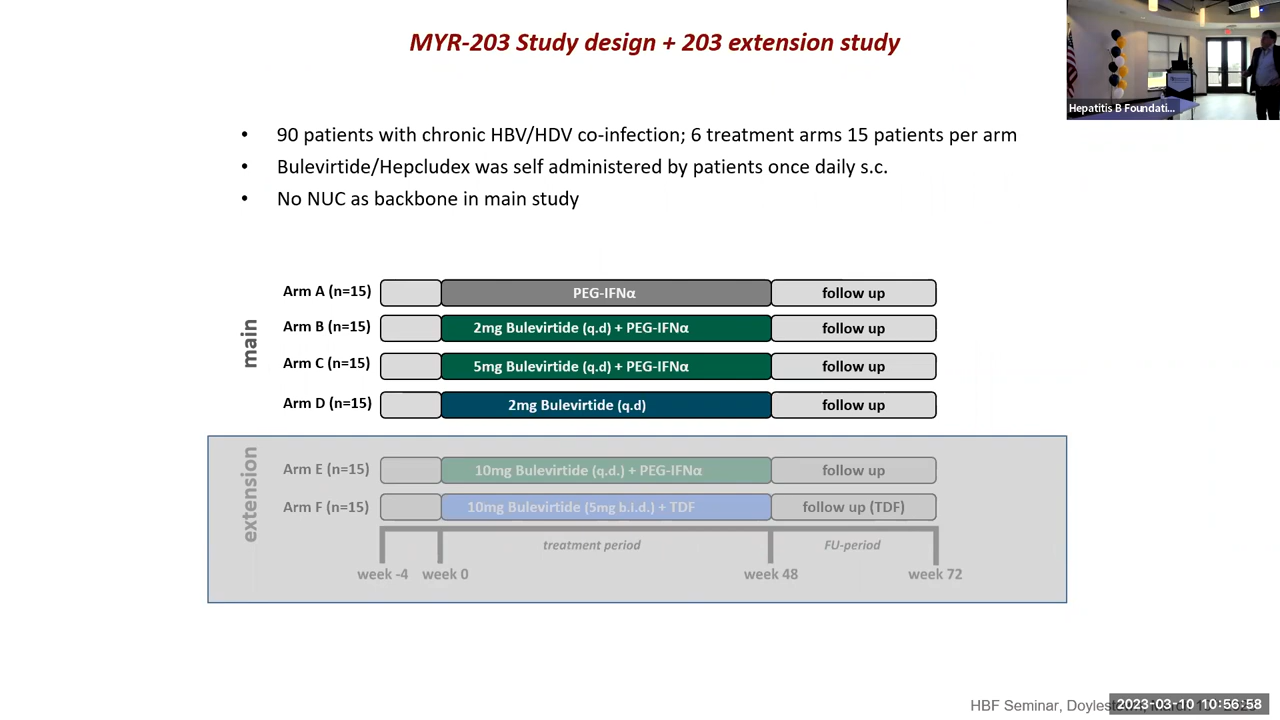 MYR-203 Study design + 203 extension study
Hepatitis B Foundati...
• 90 patients with chronic HBV/HDV co-infection; 6 treatment arms 15 patients per arm
• Bulevirtide/Hepcludex was self administered by patients once daily s.c.
• No NUC as backbone in main study
main
Arm A (n=15) PEG-IFNα follow up
Arm B (n=15) 2mg Bulevirtide (q.d) + PEG-IFNα follow up
Arm C (n=15) 5mg Bulevirtide (q.d) + PEG-IFNα follow up
Arm D (n=15) 2mg Bulevirtide (q.d) follow up
extension
Arm E (n=15) 10mg Bulevirtide (q.d.) + PEG-IFNα follow up
Arm F (n=15) 10mg Bulevirtide (5mg b.i.d.) + TDF follow up (TDF)
treatment period FU-period
week -4 week 0 week 48 week 72
HBF Seminar,
2023-03-10 10:56:58